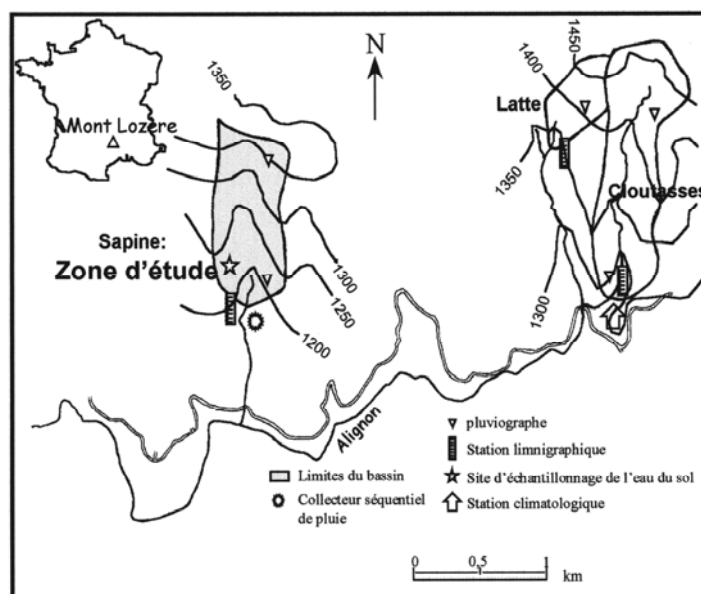 N
Mont Lozère
1350
1450
1400
Latte
1350
Cloutasses
Sapine:
Zone d'étude
1300
1250
1200
1300
Alignon
pluviographe
Station limnigraphique
Limites du bassin
Site d'échantillonnage de l'eau du sol
Collecteur séquentiel
de pluie
Station climatologique
0
0,5
1
km